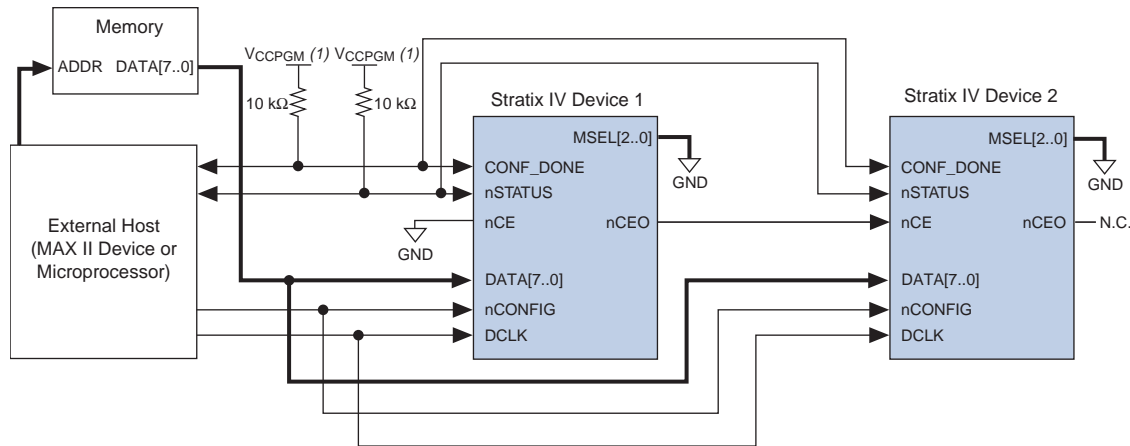 Memory
ADDR DATA[7..0]
VCCPGM (1) VCCPGM (1)
10 kΩ 10 kΩ
External Host
(MAX II Device or
Microprocessor)
Stratix IV Device 1
MSEL[2..0]
GND
CONF_DONE
nSTATUS
nCE nCEO
GND
DATA[7..0]
nCONFIG
DCLK
Stratix IV Device 2
MSEL[2..0]
GND
CONF_DONE
nSTATUS
nCE nCEO N.C.
DATA[7..0]
nCONFIG
DCLK